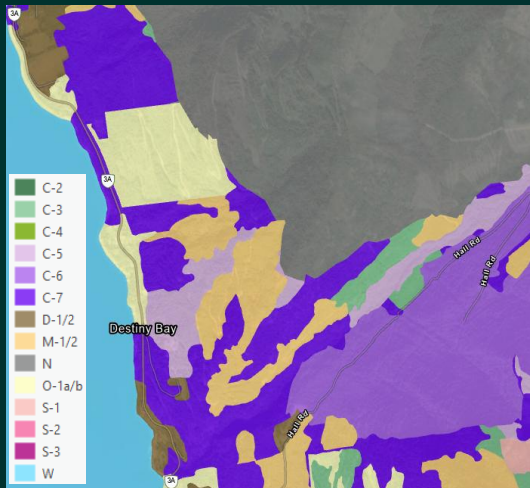 3A
3A
Hall Rd
Hall Rd
C-2
C-3
C-4
C-5
C-6
C-7
D-1/2
M-1/2
N
O-1a/b
S-1
S-2
S-3
W
Destiny Bay
Hall Rd
3A